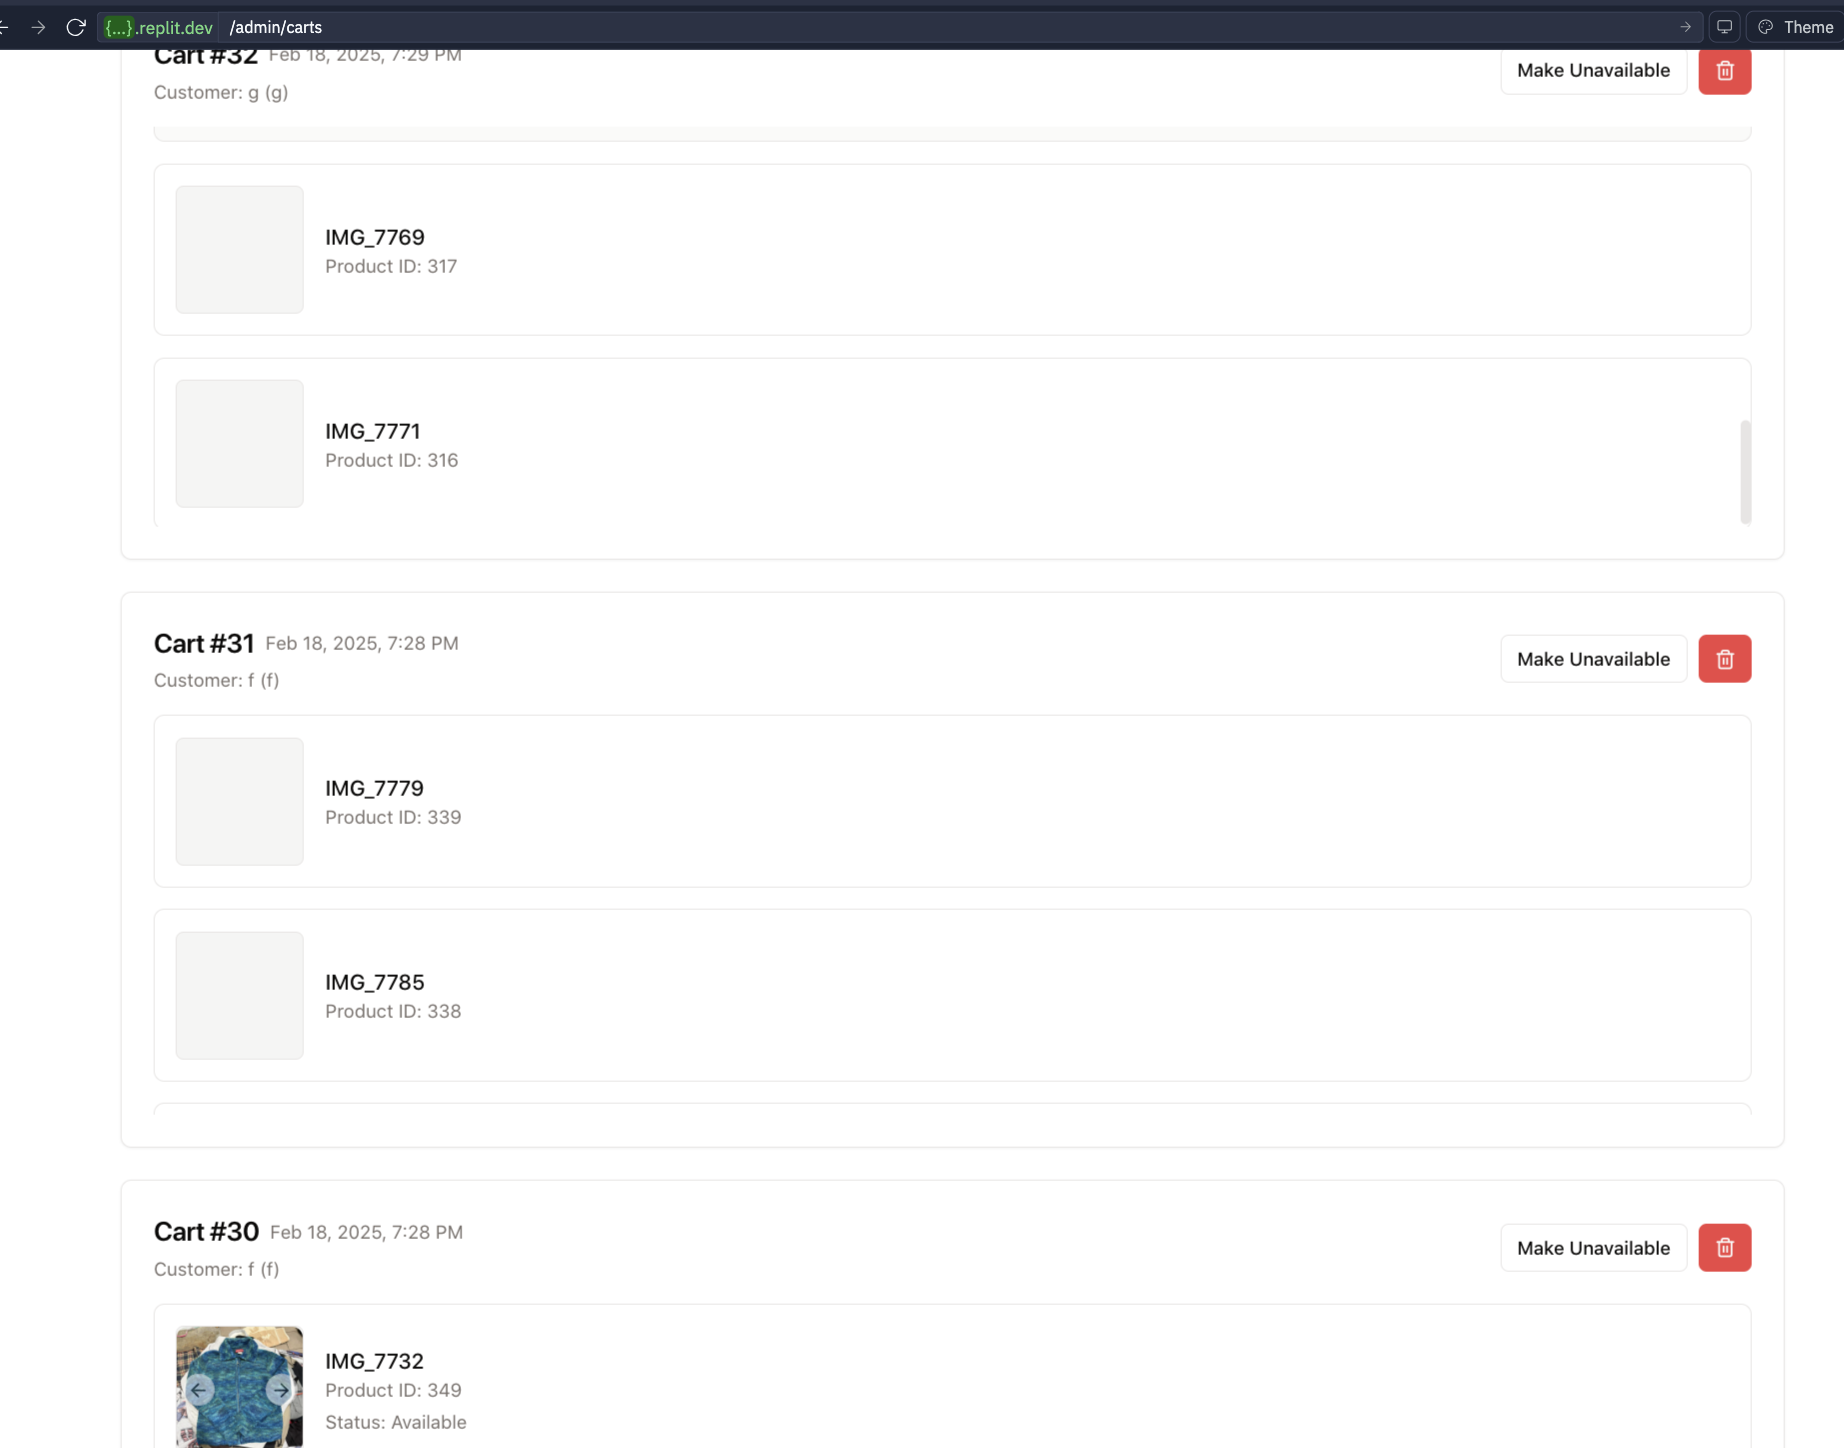 {...}.replit.dev /admin/carts
Theme
Cart #32 Feb 18, 2025, 7:29 PM
Customer: g (g)
Make Unavailable
IMG_7769
Product ID: 317
IMG_7771
Product ID: 316
Cart #31 Feb 18, 2025, 7:28 PM
Customer: f (f)
Make Unavailable
IMG_7779
Product ID: 339
IMG_7785
Product ID: 338
Cart #30 Feb 18, 2025, 7:28 PM
Customer: f (f)
Make Unavailable
IMG_7732
Product ID: 349
Status: Available